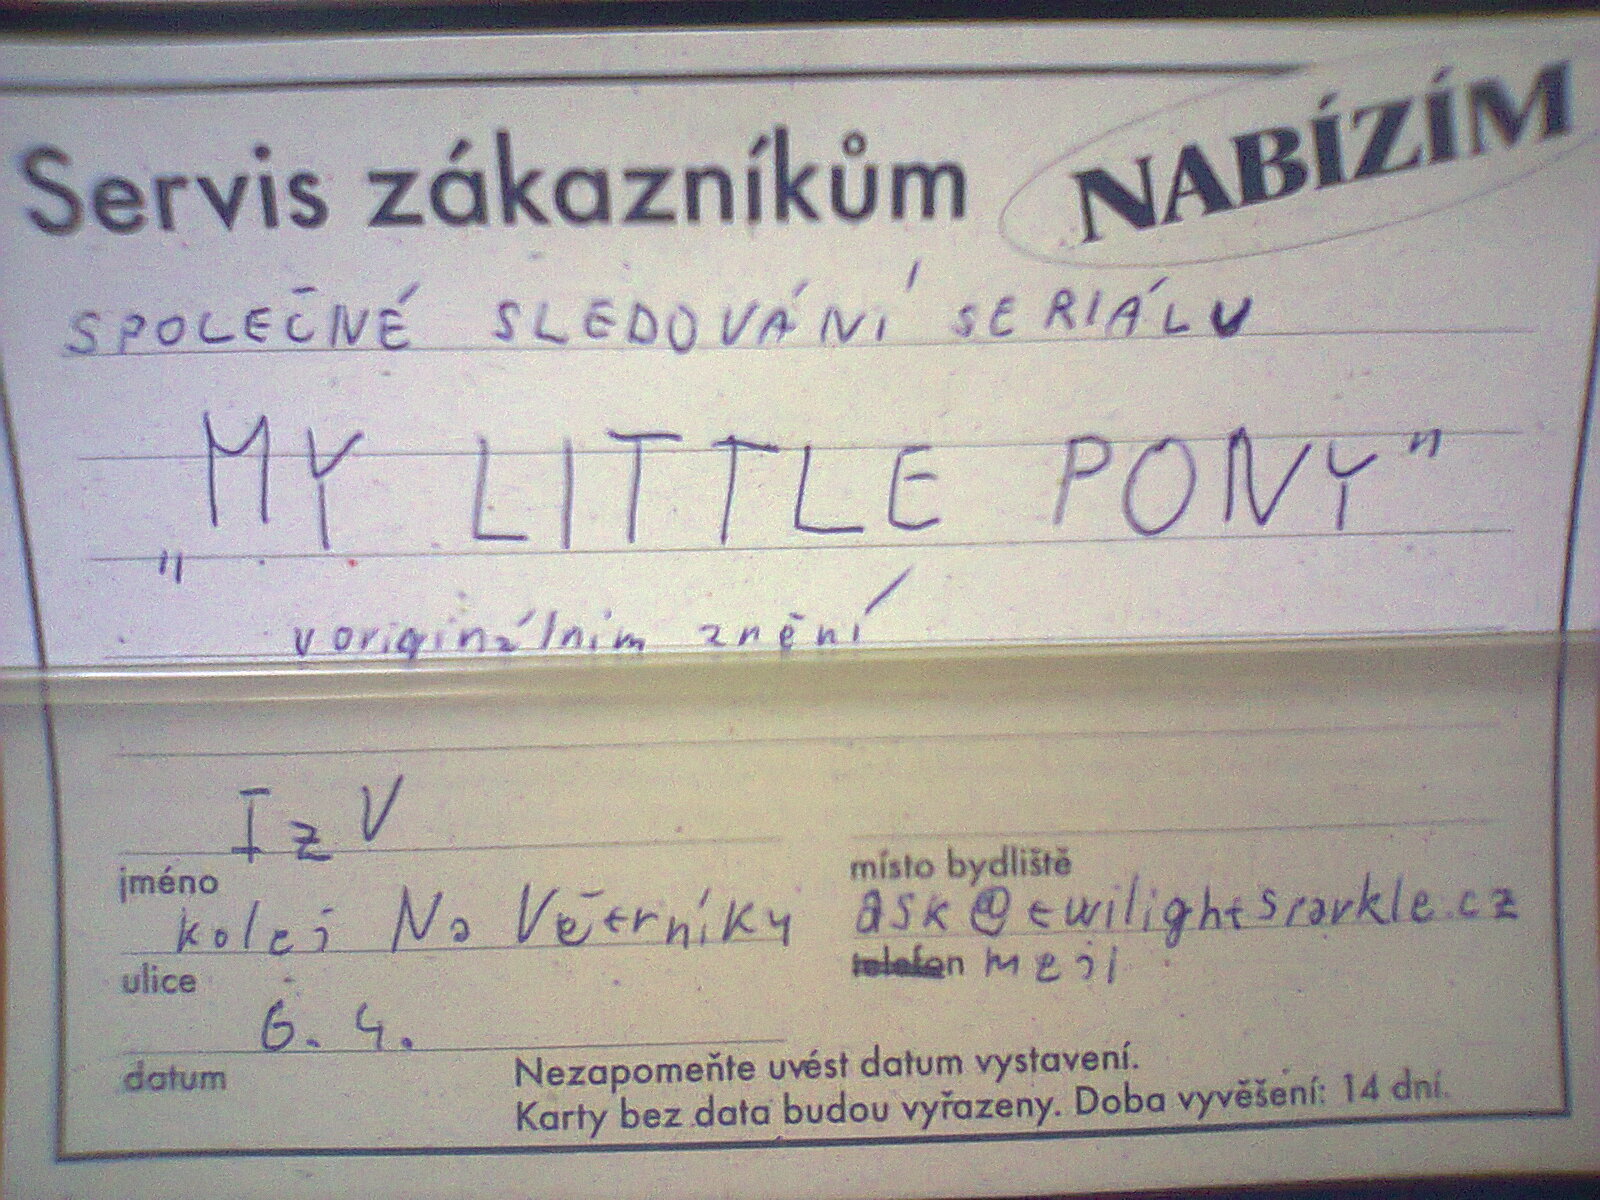 Servis zákazníkům NABÍZÍM
SPOLEČNÉ SLEDOVÁNÍ SERIÁLU
„MY LITTLE PONY"
v originálním znění
IzV
jméno
místo bydliště
kolej Na Větrníky
ask@twilightsparkle.cz
ulice
telefon mejl
6. 4.
datum
Nezapomeňte uvést datum vystavení.
Karty bez data budou vyřazeny. Doba vyvěšení: 14 dní.